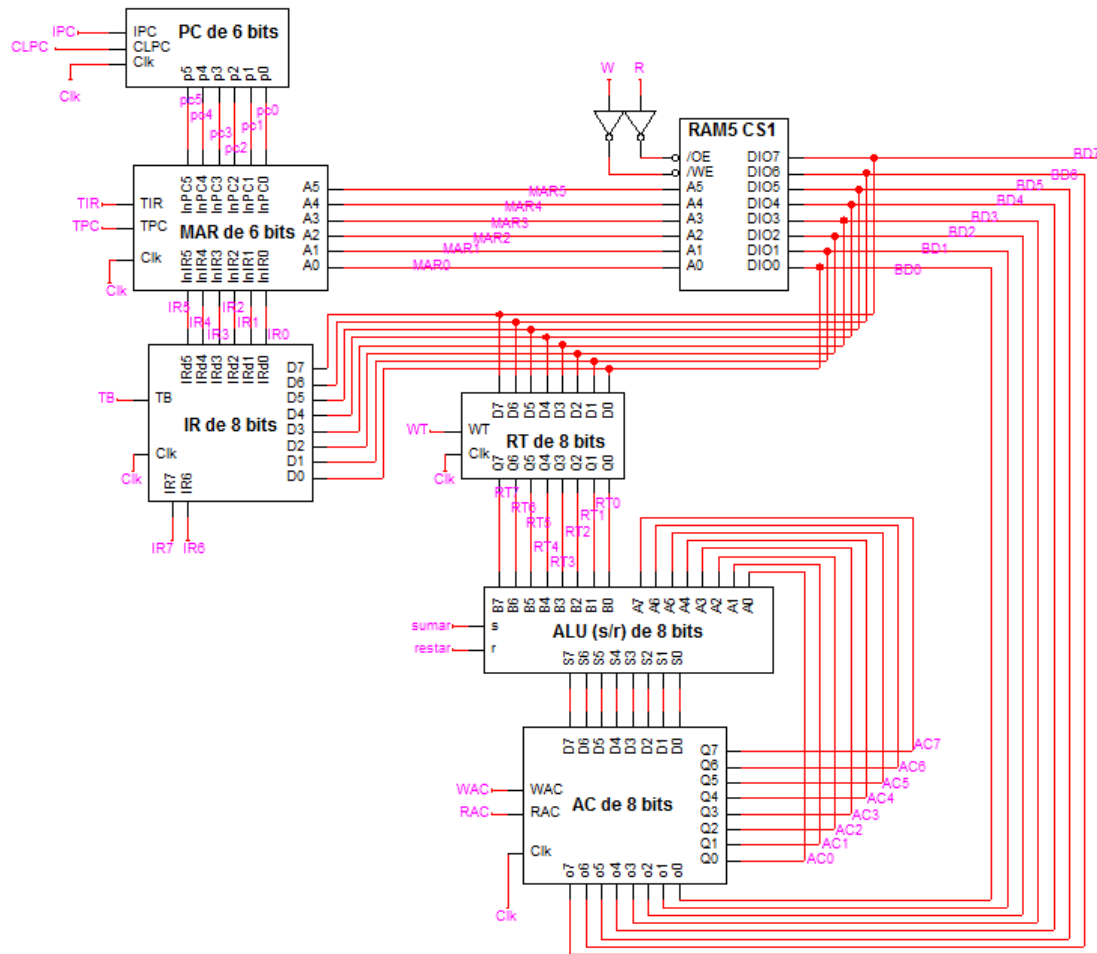 PC de 6 bits
IPC IPC
CLPC CLPC
Clk
Clk
p5 p4 p3 p2 p1 p0
pc5 pc4 pc3 pc2 pc1 pc0
W R
RAM5 CS1
/OE DIO7 BD7
/WE DIO6 BD6
A5 DIO5 BD5
A4 DIO4 BD4
A3 DIO3 BD3
A2 DIO2 BD2
A1 DIO1 BD1
A0 DIO0 BD0
InPC5 InPC4 InPC3 InPC2 InPC1 InPC0
TIR TIR
TPC TPC
MAR de 6 bits
Clk
Clk
InIR5 InIR4 InIR3 InIR2 InIR1 InIR0
A5 MAR5
A4 MAR4
A3 MAR3
A2 MAR2
A1 MAR1
A0 MAR0
IR5 IR4 IR3 IR2 IR1 IR0
IRd5 IRd4 IRd3 IRd2 IRd1 IRd0
TB TB
IR de 8 bits
Clk
Clk
IR7 IR6
IR7 IR6
D7
D6
D5
D4
D3
D2
D1
D0
D7 D6 D5 D4 D3 D2 D1 D0
WT WT
RT de 8 bits
Clk
Clk
Q7 Q6 Q5 Q4 Q3 Q2 Q1 Q0
RT7 RT6 RT5 RT4 RT3 RT2 RT1 RT0
B7 B6 B5 B4 B3 B2 B1 B0 A7 A6 A5 A4 A3 A2 A1 A0
sumar s
restar r
ALU (s/r) de 8 bits
S7 S6 S5 S4 S3 S2 S1 S0
D7 D6 D5 D4 D3 D2 D1 D0
WAC WAC
RAC RAC
AC de 8 bits
Clk
Clk
Q7 AC7
Q6 AC6
Q5 AC5
Q4 AC4
Q3 AC3
Q2 AC2
Q1 AC1
Q0 AC0
o7 o6 o5 o4 o3 o2 o1 o0